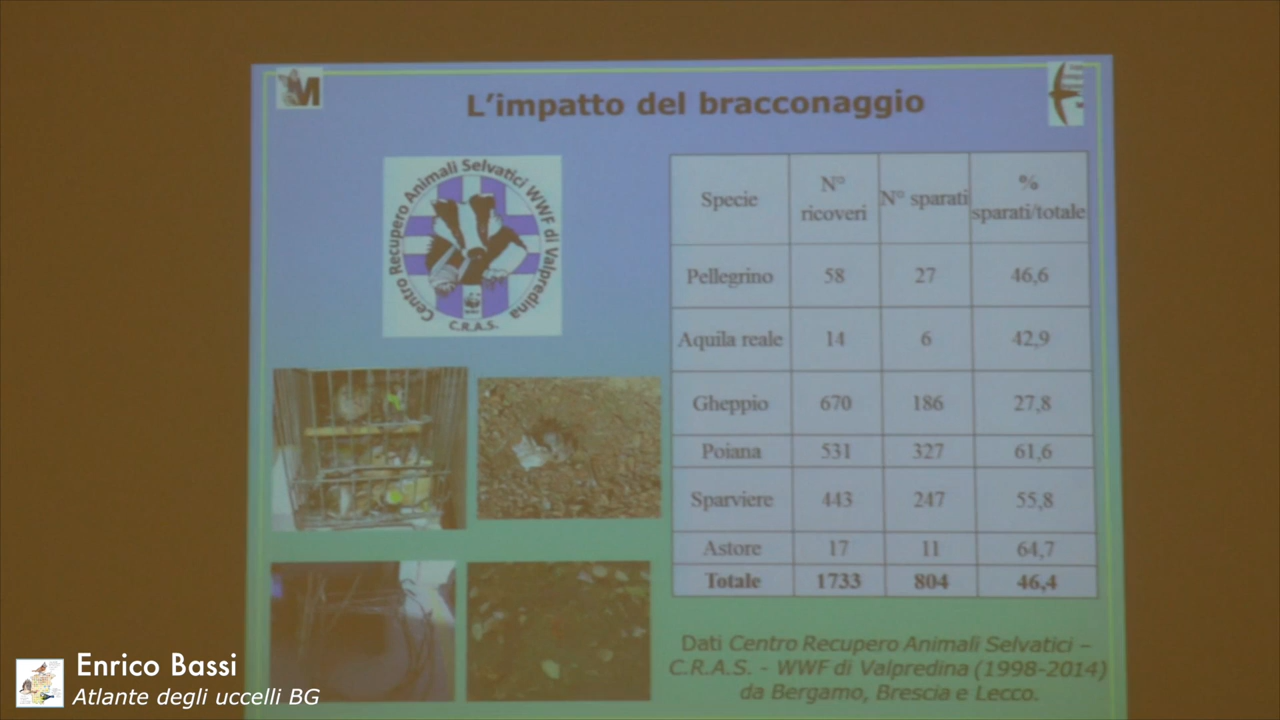 M
L'impatto del bracconaggio
Centro Recupero Animali Selvatici WWF di Valpredina
C.R.A.S.
Specie N° ricoveri N° sparati % sparati/totale
Pellegrino 58 27 46,6
Aquila reale 14 6 42,9
Gheppio 670 186 27,8
Poiana 531 327 61,6
Sparviere 443 247 55,8
Astore 17 11 64,7
Totale 1733 804 46,4
Dati Centro Recupero Animali Selvatici –
C.R.A.S. - WWF di Valpredina (1998-2014)
da Bergamo, Brescia e Lecco.
Enrico Bassi
Atlante degli uccelli BG